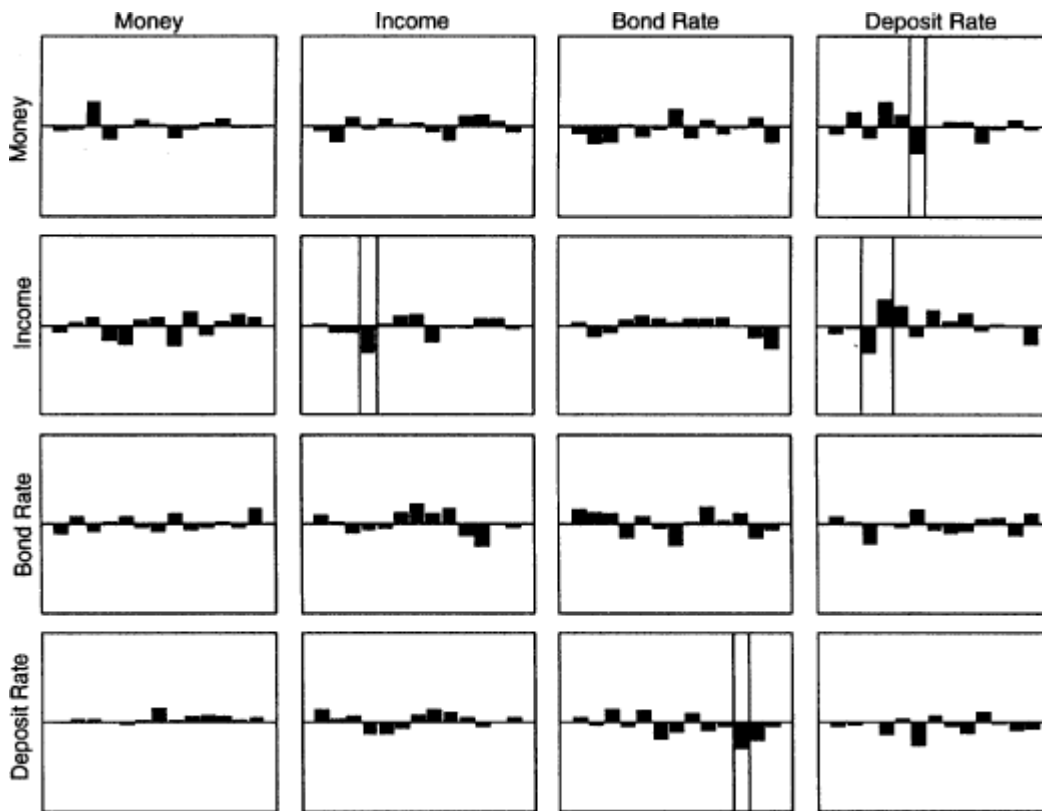 Money Income Bond Rate Deposit Rate
Money
Income
Bond Rate
Deposit Rate